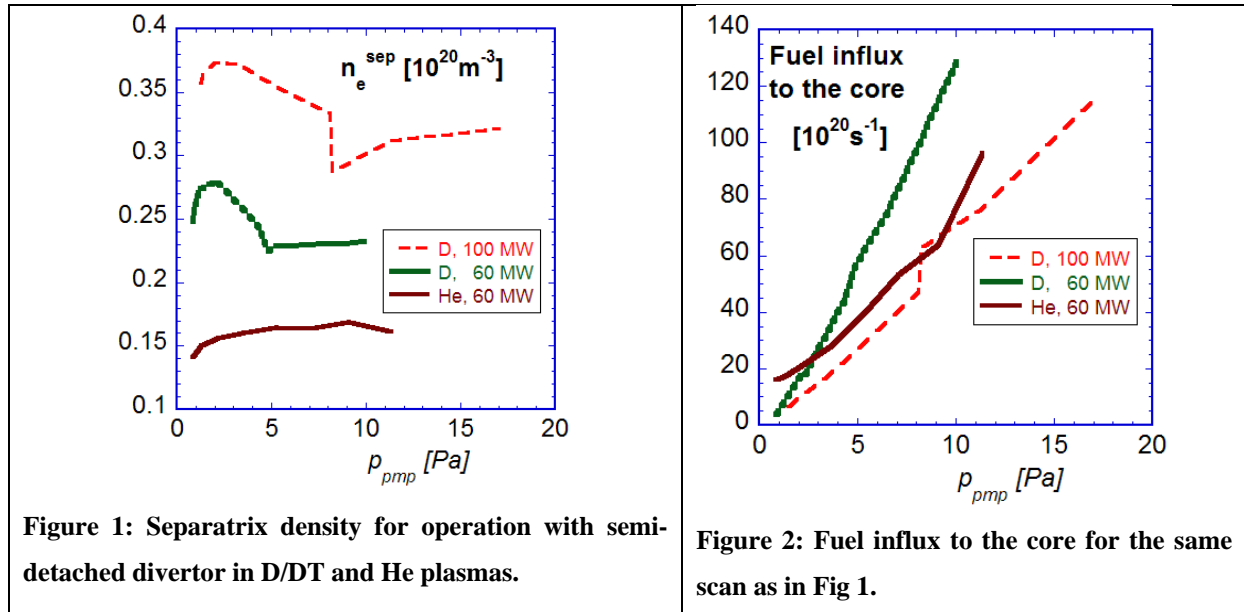 0.4
0.35
0.3
0.25
0.2
0.15
0.1
n_e^sep [10^20 m^-3]
D, 100 MW
D, 60 MW
He, 60 MW
0 5 10 15 20
p_pmp [Pa]
Figure 1: Separatrix density for operation with semi-
detached divertor in D/DT and He plasmas.
140
120
100
80
60
40
20
0
Fuel influx
to the core
[10^20 s^-1]
D, 100 MW
D, 60 MW
He, 60 MW
0 5 10 15 20
p_pmp [Pa]
Figure 2: Fuel influx to the core for the same
scan as in Fig 1.